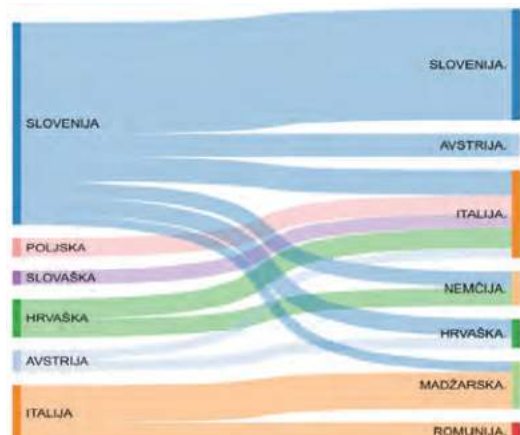 SLOVENIJA
POLJSKA
SLOVAŠKA
HRVAŠKA
AVSTRIJA
ITALIJA
SLOVENIJA.
AVSTRIJA.
ITALIJA.
NEMČIJA.
HRVAŠKA.
MADŽARSKA.
ROMUNIJA.